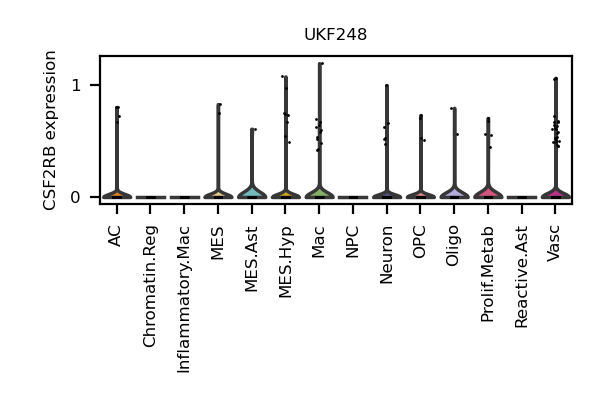 UKF248
CSF2RB expression
1
0
AC
Chromatin.Reg
Inflammatory.Mac
MES
MES.Ast
MES.Hyp
Mac
NPC
Neuron
OPC
Oligo
Prolif.Metab
Reactive.Ast
Vasc